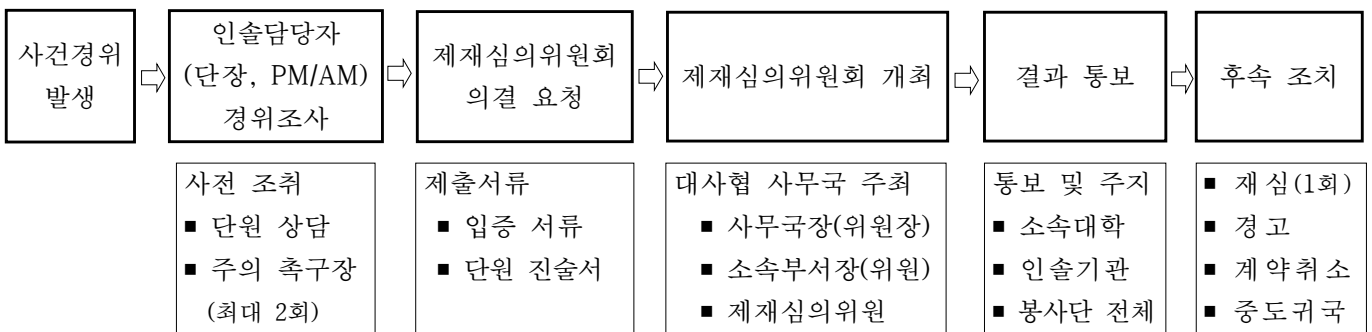 사건경위
발생
인솔담당자
(단장, PM/AM)
경위조사
제재심의위원회
의결 요청
제재심의위원회 개최
결과 통보
후속 조치
사전 조취
■ 단원 상담
■ 주의 촉구장
(최대 2회)
제출서류
■ 입증 서류
■ 단원 진술서
대사협 사무국 주최
■ 사무국장(위원장)
■ 소속부서장(위원)
■ 제재심의위원
통보 및 주지
■ 소속대학
■ 인솔기관
■ 봉사단 전체
■ 재심(1회)
■ 경고
■ 계약취소
■ 중도귀국